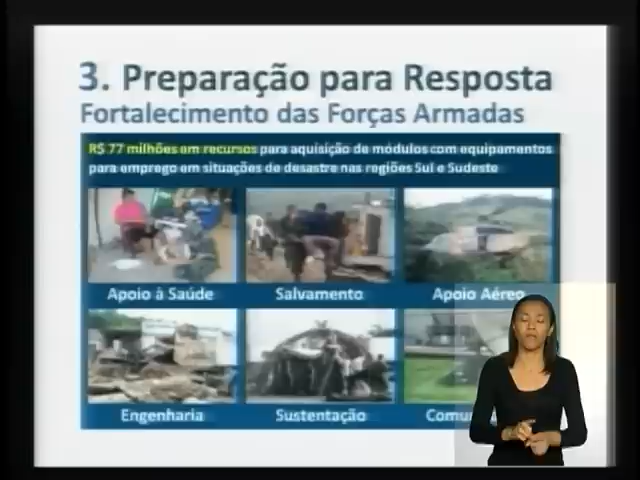 3. Preparação para Resposta
Fortalecimento das Forças Armadas
R$ 77 milhões em recursos para aquisição de módulos com equipamentos
para emprego em situações de desastre nas regiões Sul e Sudeste
Apoio à Saúde
Salvamento
Apoio Aéreo
Engenharia
Sustentação